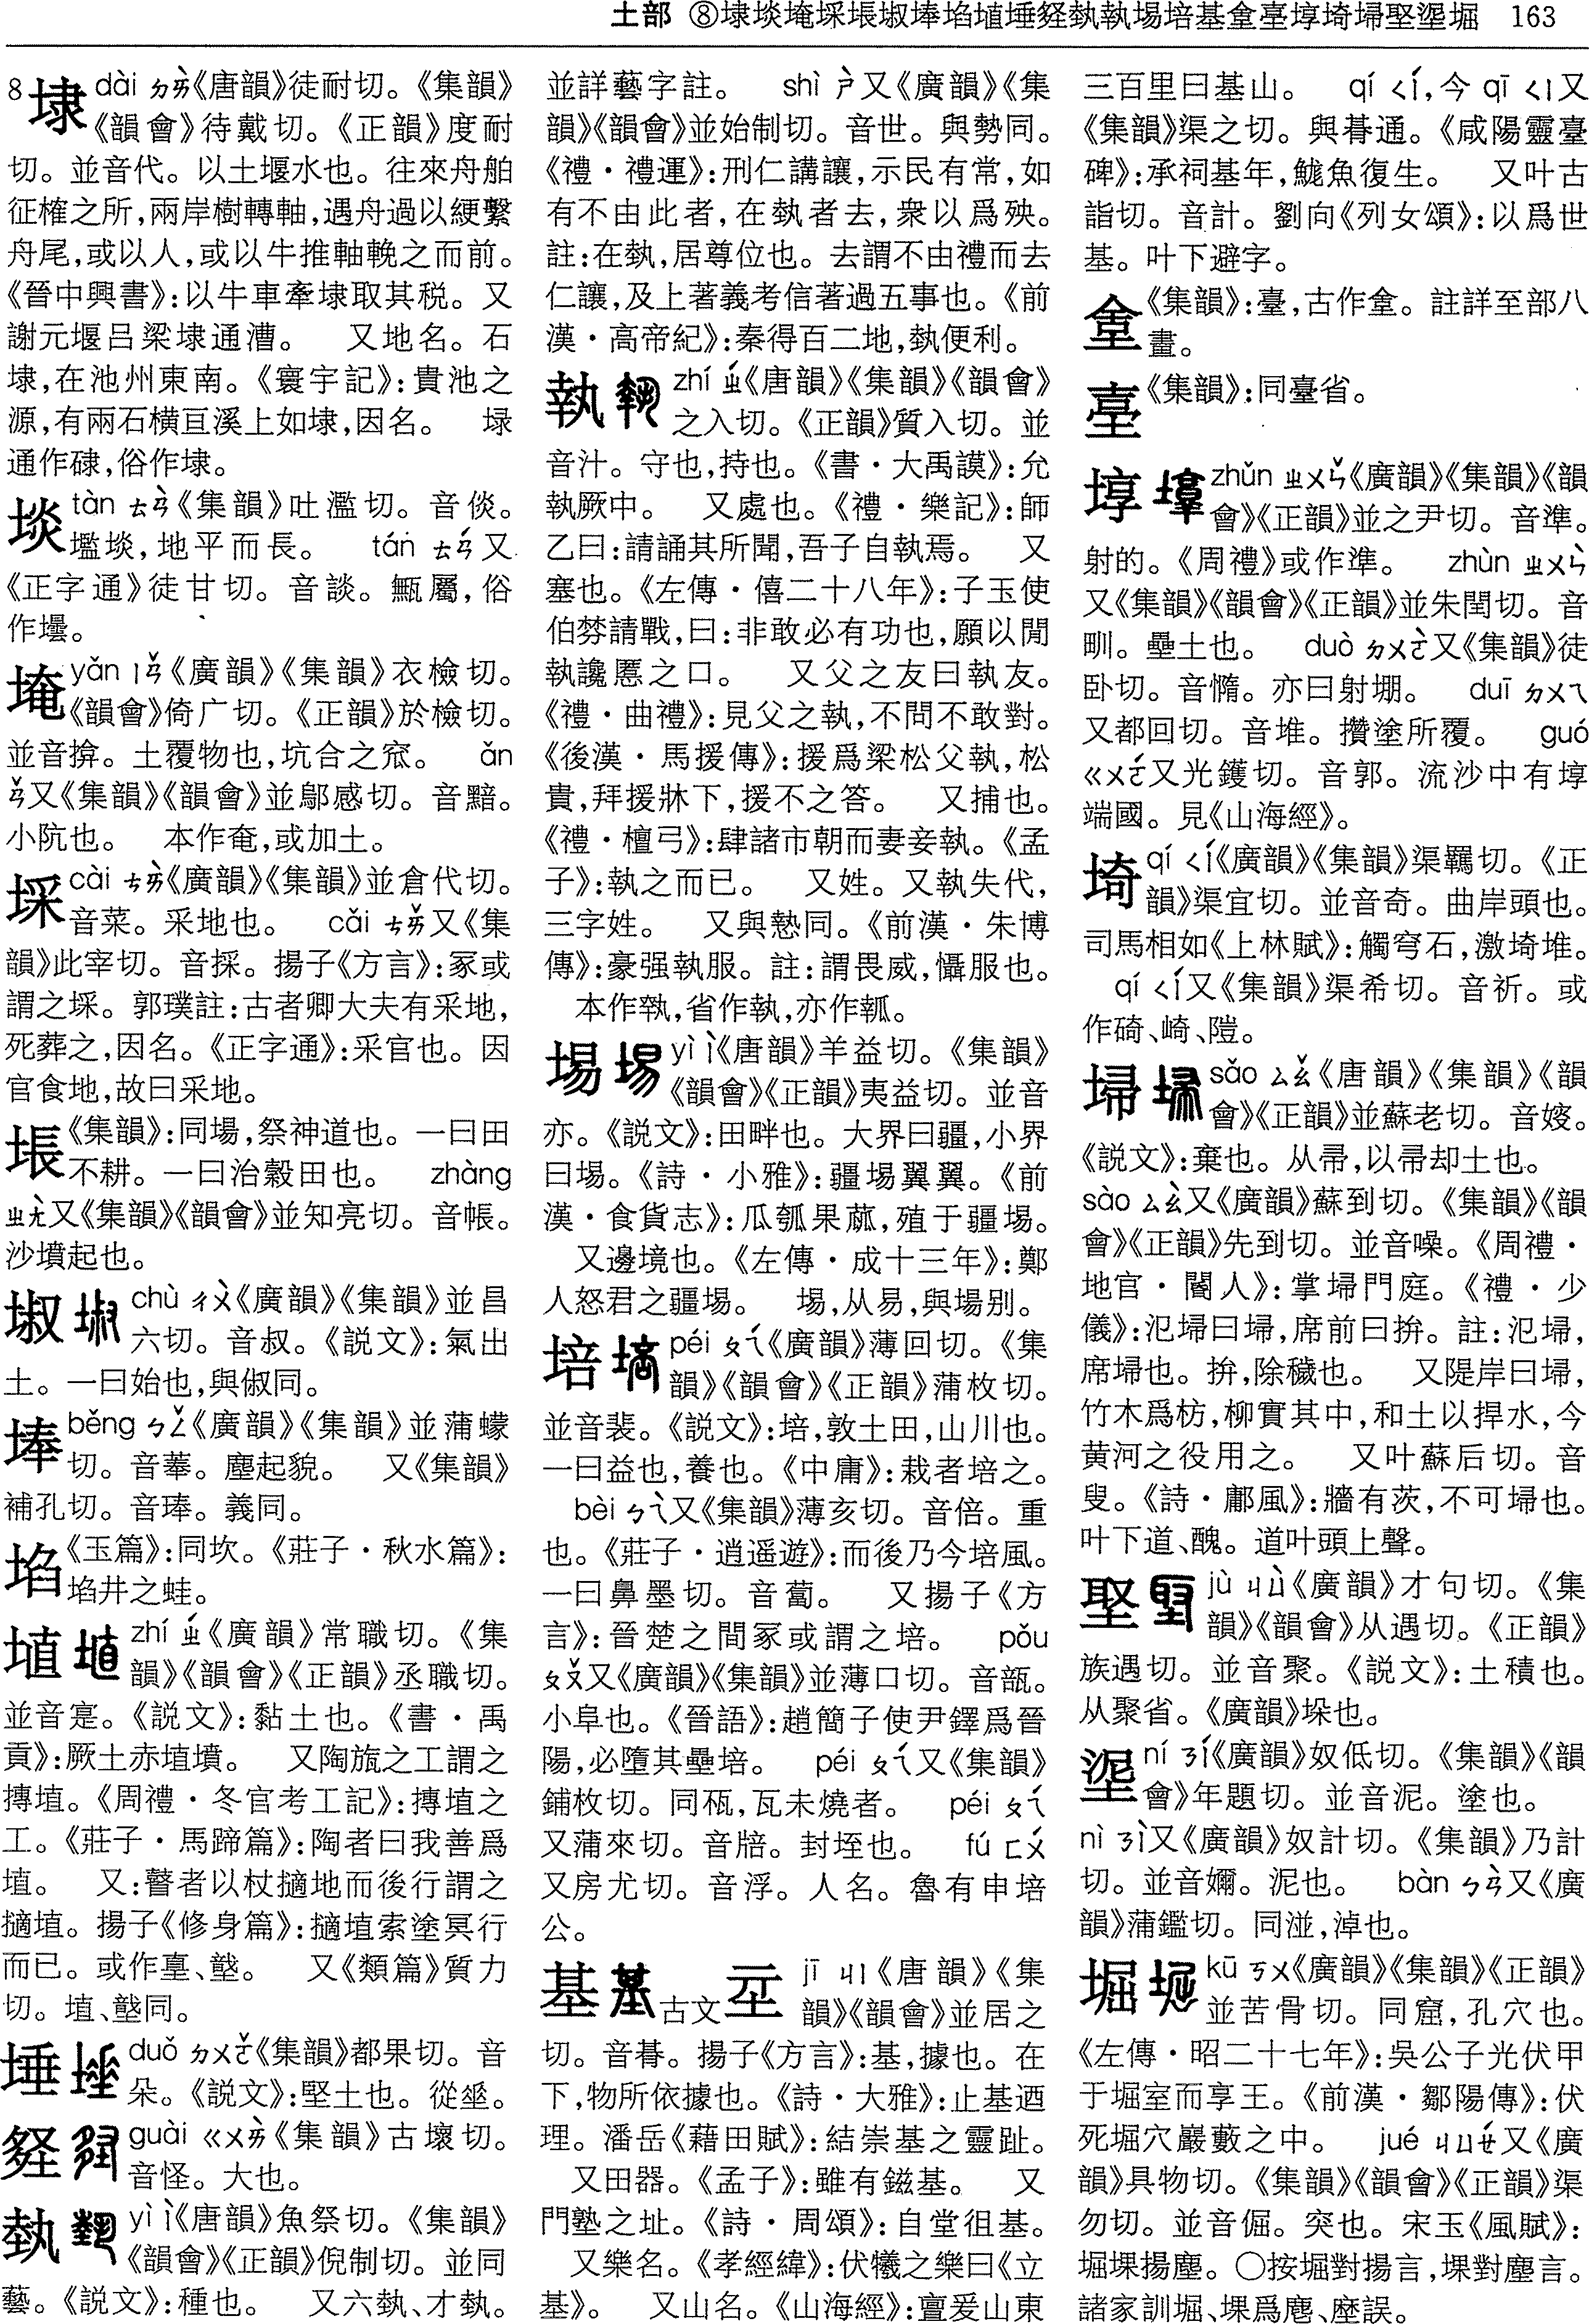 土部 ⑧埭埮埯埰𡌴埱埲埳埴埵𡌪埶執埸培基𡌛𡌥埻埼埽堅埿堀 163
8 埭 dài ㄉㄞˋ《唐韻》徒耐切。《集韻》
《韻會》待戴切。《正韻》度耐
切。並音代。以土堰水也。往來舟舶
征榷之所,兩岸樹轉軸,遇舟過以綆繫
舟尾,或以人,或以牛推軸輓之而前。
《晉中興書》:以牛車牽埭取其税。又
謝元堰吕梁埭通漕。 又地名。石
埭,在池州東南。《寰宇記》:貴池之
源,有兩石横亘溪上如埭,因名。 埭
通作碌,俗作埭。
埮 tàn ㄊㄢˋ《集韻》吐濫切。音倓。
壏埮,地平而長。 tán ㄊㄢˊ又
《正字通》徒甘切。音談。甒屬,俗
作壜。
埯 yǎn ㄧㄢˇ《廣韻》《集韻》衣檢切。
《韻會》倚广切。《正韻》於檢切。
並音揜。土覆物也,坑合之窊。 ǎn
ㄢˇ又《集韻》《韻會》並鄔感切。音黯。
小阬也。 本作奄,或加土。
埰 cài ㄘㄞˋ《廣韻》《集韻》並倉代切。
音菜。采地也。 cǎi ㄘㄞˇ又《集
韻》此宰切。音採。揚子《方言》:冢或
謂之埰。郭璞註:古者卿大夫有采地,
死葬之,因名。《正字通》:采官也。因
官食地,故曰采地。
《集韻》:同場,祭神道也。一曰田
不耕。一曰治穀田也。 zhàng
ㄓㄤˋ又《集韻》《韻會》並知亮切。音帳。
沙墳起也。
埱 chù ㄔㄨˋ《廣韻》《集韻》並昌
六切。音叔。《説文》:氣出
土。一曰始也,與俶同。
埲 běng ㄅㄥˇ《廣韻》《集韻》並蒲蠓
切。音菶。塵起貌。 又《集韻》
補孔切。音琫。義同。
埳《玉篇》:同坎。《莊子·秋水篇》:
埳井之蛙。
埴 zhí ㄓˊ《廣韻》常職切。《集
韻》《韻會》《正韻》丞職切。
並音寔。《説文》:黏土也。《書·禹
貢》:厥土赤埴墳。 又陶旊之工謂之
摶埴。《周禮·冬官考工記》:摶埴之
工。《莊子·馬蹄篇》:陶者曰我善爲
埴。 又:瞽者以杖擿地而後行謂之
擿埴。揚子《修身篇》:擿埴索塗冥行
而已。或作墓、㙷。 又《類篇》質力
切。埴、㙷同。
埵 duǒ ㄉㄨㄛˇ《集韻》都果切。音
朵。《説文》:堅土也。從埀。
guài ㄍㄨㄞˋ《集韻》古壞切。
音怪。大也。
埶 yì ㄧˋ《唐韻》魚祭切。《集韻》
《韻會》《正韻》倪制切。並同
藝。《説文》:種也。 又六埶、才埶。
並詳藝字註。 shì ㄕˋ又《廣韻》《集
韻》《韻會》並始制切。音世。與勢同。
《禮·禮運》:刑仁講讓,示民有常,如
有不由此者,在埶者去,衆以爲殃。
註:在埶,居尊位也。去謂不由禮而去
仁讓,及上著義考信著過五事也。《前
漢·高帝紀》:秦得百二地,埶便利。
執 zhí ㄓˊ《唐韻》《集韻》《韻會》
之入切。《正韻》質入切。並
音汁。守也,持也。《書·大禹謨》:允
執厥中。 又處也。《禮·樂記》:師
乙曰:請誦其所聞,吾子自執焉。 又
塞也。《左傳·僖二十八年》:子玉使
伯棼請戰,曰:非敢必有功也,願以閒
執讒慝之口。 又父之友曰執友。
《禮·曲禮》:見父之執,不問不敢對。
《後漢·馬援傳》:援爲梁松父執,松
貴,拜援牀下,援不之答。 又捕也。
《禮·檀弓》:肆諸市朝而妻妾執。《孟
子》:執之而已。 又姓。又執失代,
三字姓。 又與慹同。《前漢·朱博
傳》:豪强執服。註:謂畏威,懾服也。
本作㚔,省作執,亦作瓡。
埸 yì ㄧˋ《唐韻》羊益切。《集韻》
《韻會》《正韻》夷益切。並音
亦。《説文》:田畔也。大界曰疆,小界
曰埸。《詩·小雅》:疆埸翼翼。《前
漢·食貨志》:瓜瓠果蓏,殖于疆埸。
又邊境也。《左傳·成十三年》:鄭
人怒君之疆埸。 埸,从易,與場别。
培 péi ㄆㄟˊ《廣韻》薄回切。《集
韻》《韻會》《正韻》蒲枚切。
並音裴。《説文》:培,敦土田,山川也。
一曰益也,養也。《中庸》:栽者培之。
bèi ㄅㄟˋ又《集韻》薄亥切。音倍。重
也。《莊子·逍遥遊》:而後乃今培風。
一曰鼻墨切。音蔔。 又揚子《方
言》:晉楚之間冢或謂之培。 pǒu
ㄆㄡˇ又《廣韻》《集韻》並薄口切。音瓿。
小阜也。《晉語》:趙簡子使尹鐸爲晉
陽,必墮其壘培。 péi ㄆㄟˊ又《集韻》
鋪枚切。同䂜,瓦未燒者。 péi ㄆㄟˊ
又蒲來切。音㾦。封垤也。 fú ㄈㄨˊ
又房尤切。音浮。人名。魯有申培
公。
基 古文 坖 jī ㄐㄧ《唐韻》《集
韻》《韻會》並居之
切。音朞。揚子《方言》:基,據也。在
下,物所依據也。《詩·大雅》:止基迺
理。潘岳《藉田賦》:結崇基之靈趾。
又田器。《孟子》:雖有鎡基。 又
門塾之址。《詩·周頌》:自堂徂基。
又樂名。《孝經緯》:伏犧之樂曰《立
基》。 又山名。《山海經》:亶爰山東
三百里曰基山。 qí ㄑㄧˊ,今 qī ㄑㄧ又
《集韻》渠之切。與朞通。《咸陽靈臺
碑》:承祠基年,鯍魚復生。 又叶古
詣切。音計。劉向《列女頌》:以爲世
基。叶下避字。
《集韻》:臺,古作㙵。註詳至部八
畫。
《集韻》:同臺省。
埻 zhǔn ㄓㄨㄣˇ《廣韻》《集韻》《韻
會》《正韻》並之尹切。音準。
射的。《周禮》或作準。 zhùn ㄓㄨㄣˋ
又《集韻》《韻會》《正韻》並朱閏切。音
㽙。壘土也。 duò ㄉㄨㄛˋ又《集韻》徒
卧切。音惰。亦曰射堋。 duī ㄉㄨㄟ
又都回切。音堆。攢塗所覆。 guó
ㄍㄨㄛˊ又光鑊切。音郭。流沙中有埻
端國。見《山海經》。
埼 qí ㄑㄧˊ《廣韻》《集韻》渠羈切。《正
韻》渠宜切。並音奇。曲岸頭也。
司馬相如《上林賦》:觸穹石,激埼堆。
qí ㄑㄧˊ又《集韻》渠希切。音祈。或
作碕、崎、隑。
埽 sǎo ㄙㄠˇ《唐韻》《集韻》《韻
會》《正韻》並蘇老切。音嫂。
《説文》:棄也。从帚,以帚却土也。
sào ㄙㄠˋ又《廣韻》蘇到切。《集韻》《韻
會》《正韻》先到切。並音噪。《周禮·
地官·閽人》:掌埽門庭。《禮·少
儀》:氾埽曰埽,席前曰拚。註:氾埽,
席埽也。拚,除穢也。 又隄岸曰埽,
竹木爲枋,柳實其中,和土以捍水,今
黄河之役用之。 又叶蘇后切。音
叟。《詩·鄘風》:牆有茨,不可埽也。
叶下道、醜。道叶頭上聲。
堅 jù ㄐㄩˋ《廣韻》才句切。《集
韻》《韻會》从遇切。《正韻》
族遇切。並音聚。《説文》:土積也。
从聚省。《廣韻》垛也。
埿 ní ㄋㄧˊ《廣韻》奴低切。《集韻》《韻
會》年題切。並音泥。塗也。
nì ㄋㄧˋ又《廣韻》奴計切。《集韻》乃計
切。並音嬭。泥也。 bàn ㄅㄢˋ又《廣
韻》蒲鑑切。同湴,淖也。
堀 kū ㄎㄨ《廣韻》《集韻》《正韻》
並苦骨切。同窟,孔穴也。
《左傳·昭二十七年》:吳公子光伏甲
于堀室而享王。《前漢·鄒陽傳》:伏
死堀穴巖藪之中。 jué ㄐㄩㄝˊ又《廣
韻》具物切。《集韻》《韻會》《正韻》渠
勿切。並音倔。突也。宋玉《風賦》:
堀堁揚塵。○按堀對揚言,堁對塵言。
諸家訓堀、堁爲塵、塺誤。